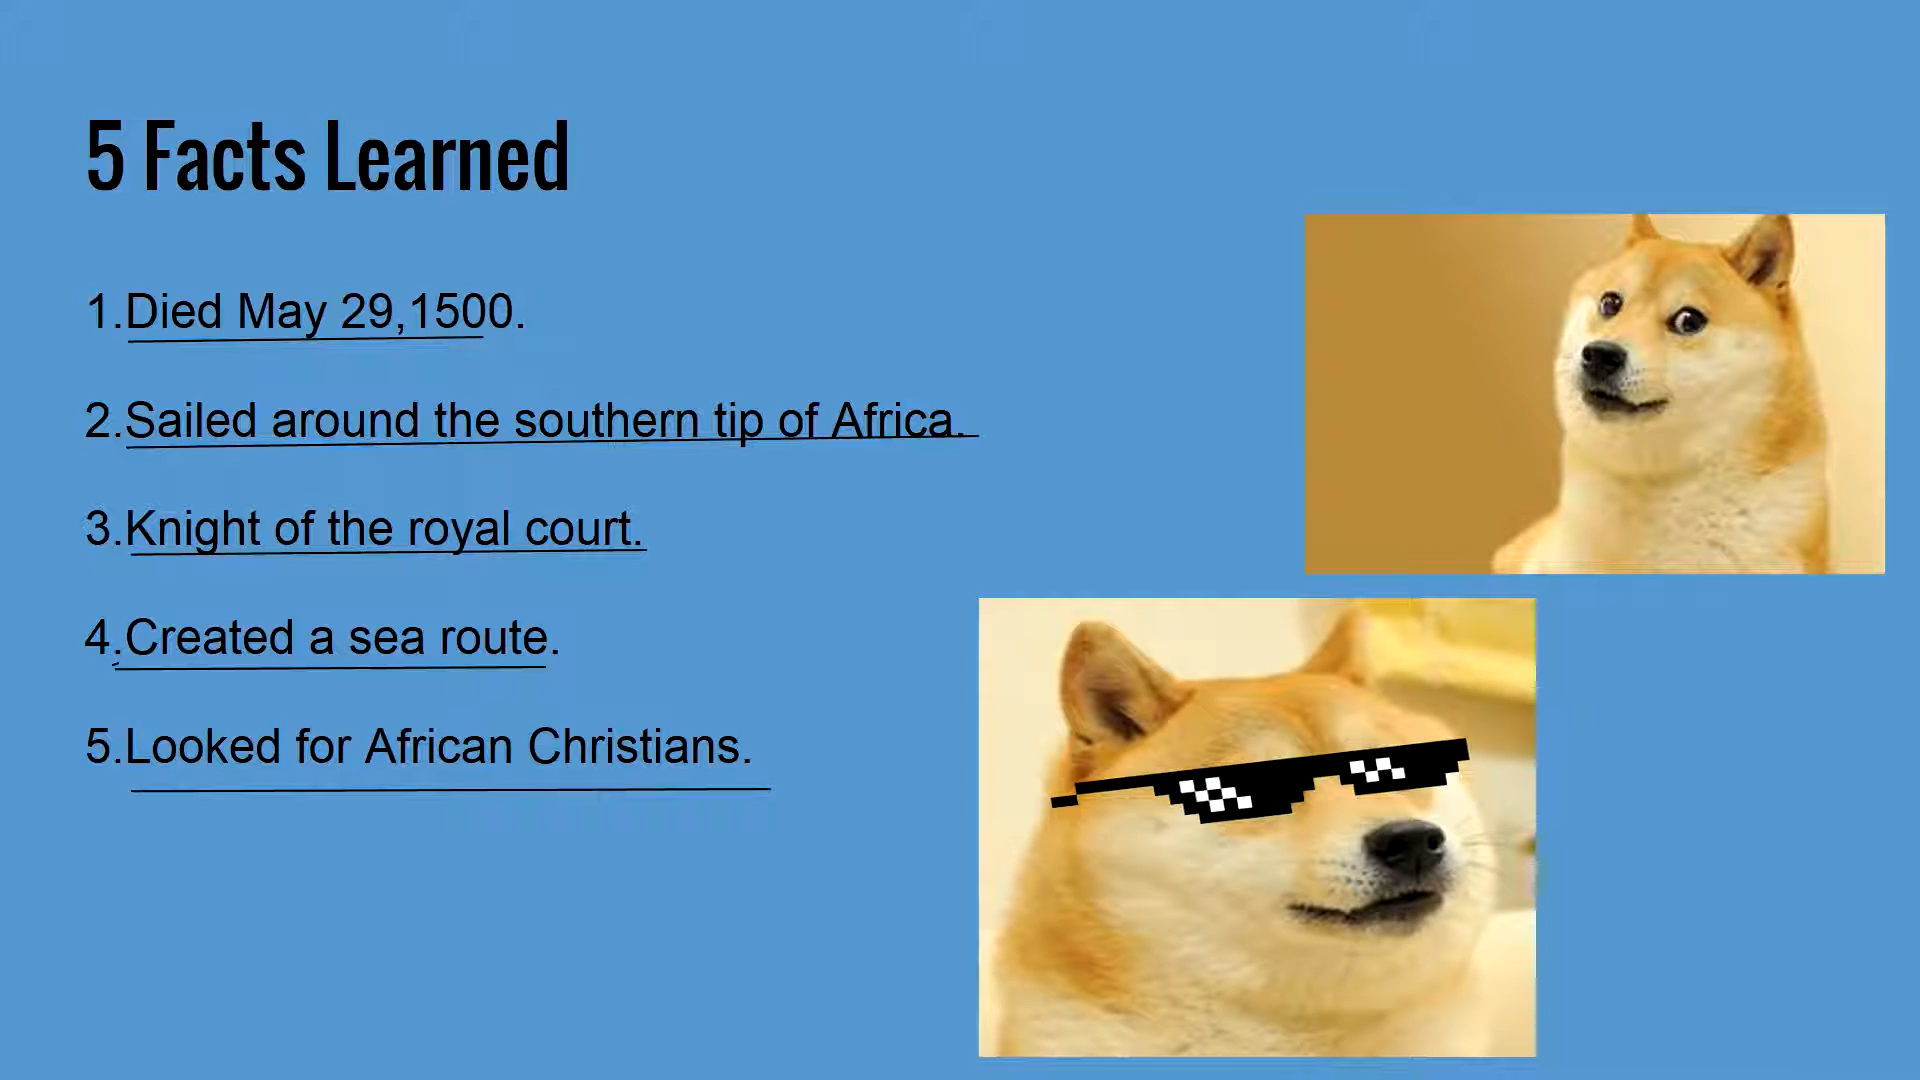 5 Facts Learned
1.Died May 29,1500.
2.Sailed around the southern tip of Africa.
3.Knight of the royal court.
4.Created a sea route.
5.Looked for African Christians.